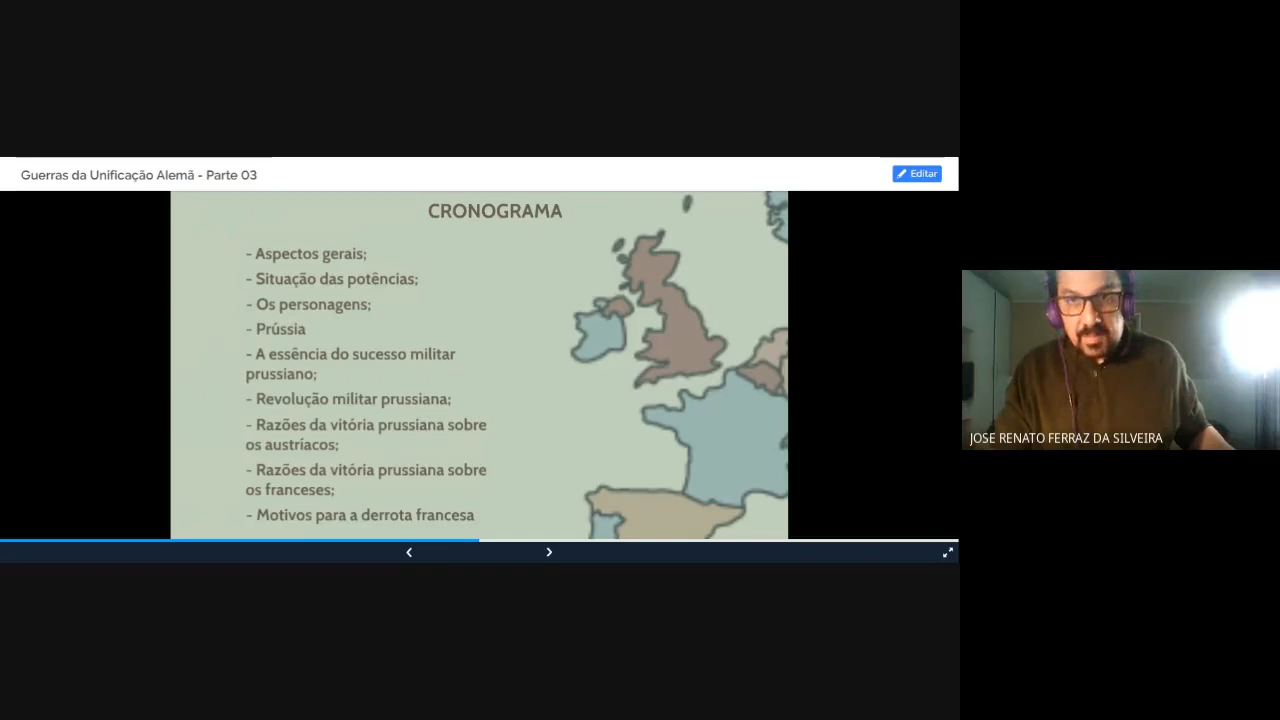 Guerras da Unificação Alemã - Parte 03
Editar
CRONOGRAMA
- Aspectos gerais;
- Situação das potências;
- Os personagens;
- Prússia
- A essência do sucesso militar
prussiano;
- Revolução militar prussiana;
- Razões da vitória prussiana sobre
os austríacos;
- Razões da vitória prussiana sobre
os franceses;
- Motivos para a derrota francesa
JOSE RENATO FERRAZ DA SILVEIRA